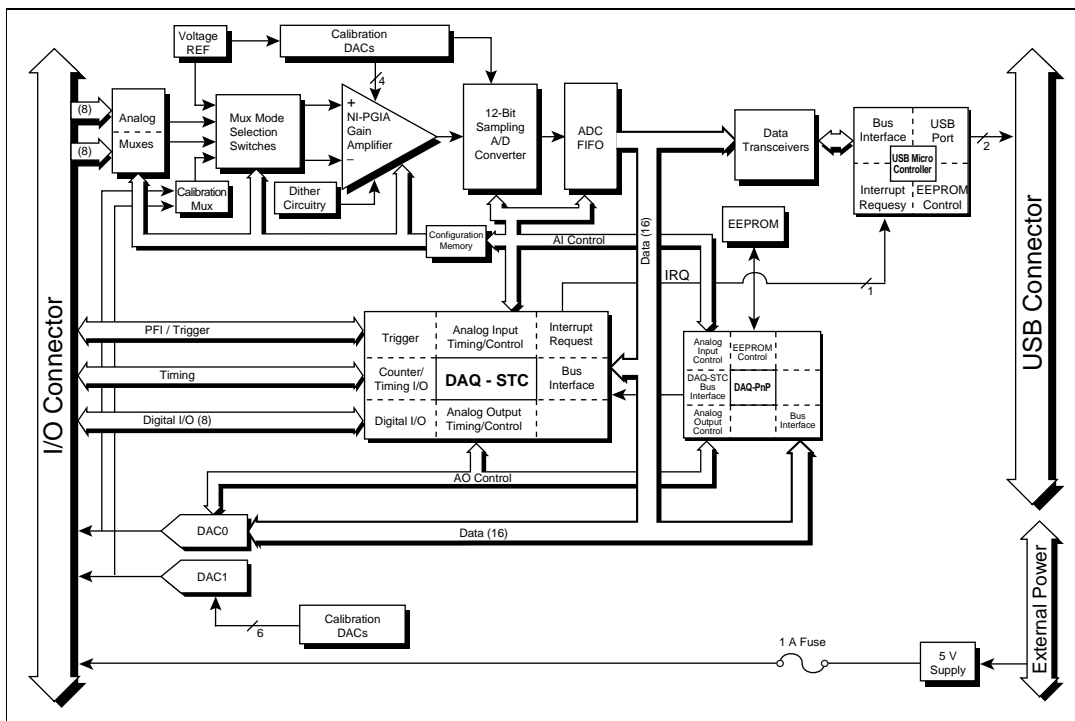 Voltage
REF
Calibration
DACs
4
(8)
(8)
Analog
Muxes
Mux Mode
Selection
Switches
+
NI-PGIA
Gain
Amplifier
–
12-Bit
Sampling
A/D
Converter
ADC
FIFO
Data
Transceivers
Bus
Interface
USB
Port
USB Micro
Controller
Interrupt
Requesy
EEPROM
Control
2
Calibration
Mux
Dither
Circuitry
Configuration
Memory
AI Control
Data (16)
EEPROM
IRQ
1
I/O Connector
USB Connector
PFI / Trigger
Timing
Digital I/O (8)
Trigger
Analog Input
Timing/Control
Interrupt
Request
Counter/
Timing I/O
DAQ - STC
Bus
Interface
Digital I/O
Analog Output
Timing/Control
Analog
Input
Control
EEPROM
Control
DAQ-STC
Bus
Interface
DAQ-PnP
Analog
Output
Control
Bus
Interface
AO Control
DAC0
Data (16)
DAC1
6
Calibration
DACs
1 A Fuse
5 V
Supply
External Power